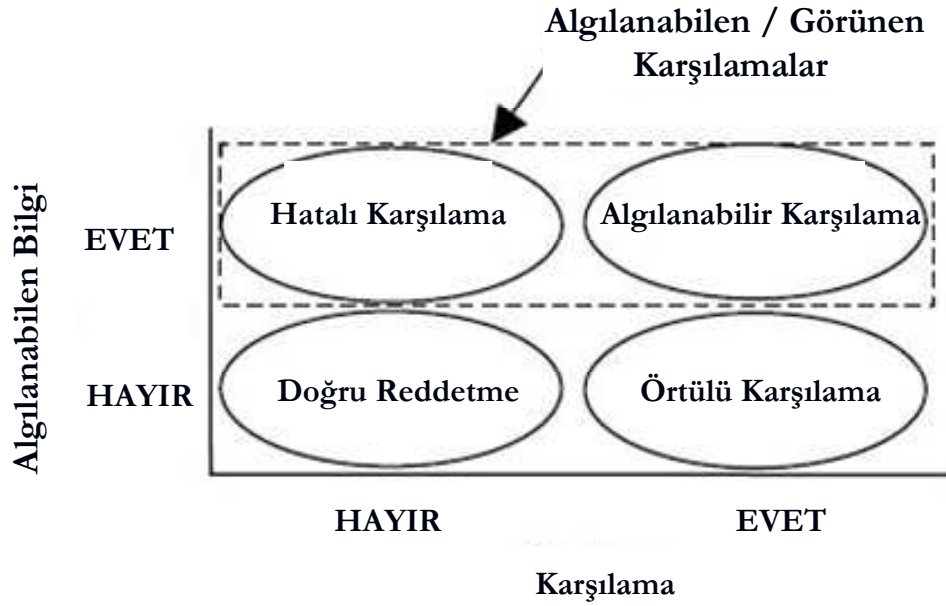 Algılanabilen / Görünen
Karşılamalar
Algılanabilen Bilgi
EVET
Hatalı Karşılama
Algılanabilir Karşılama
HAYIR
Doğru Reddetme
Örtülü Karşılama
HAYIR
EVET
Karşılama